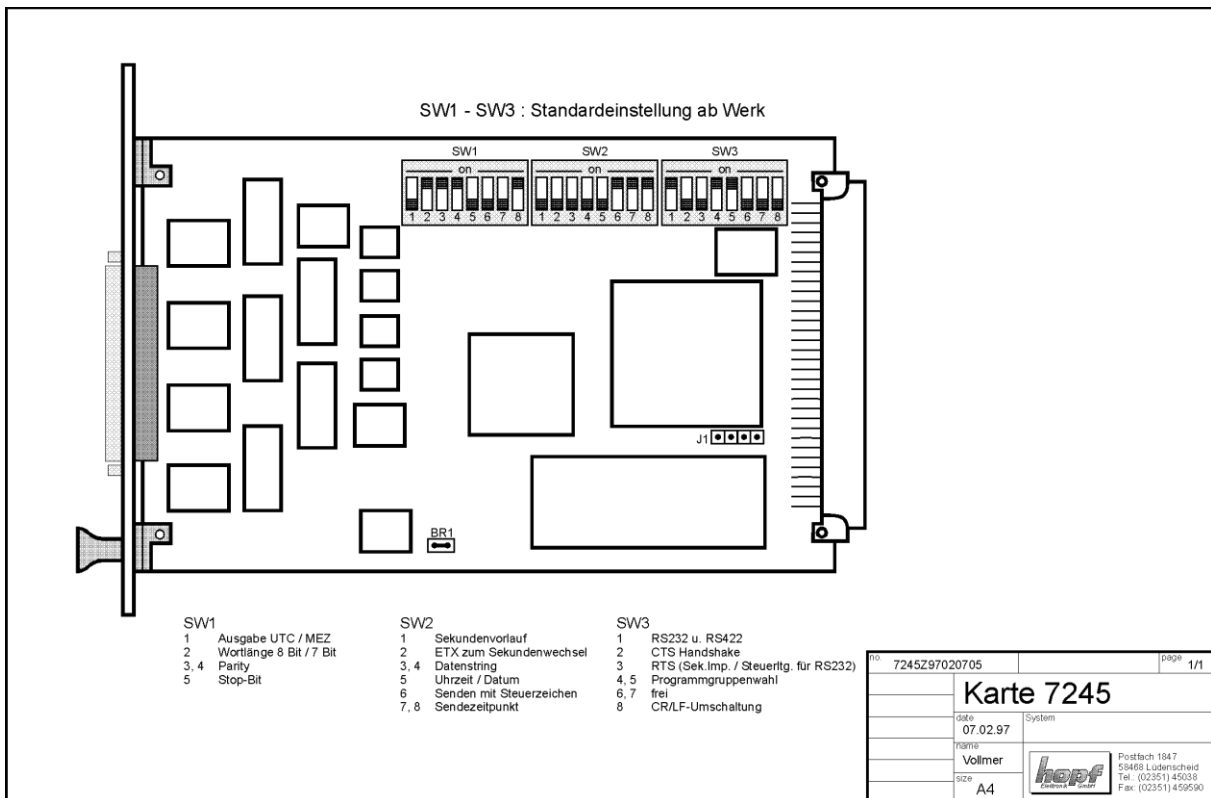 SW1 - SW3 : Standardeinstellung ab Werk
SW1 SW2 SW3
on on on
1 2 3 4 5 6 7 8 1 2 3 4 5 6 7 8 1 2 3 4 5 6 7 8
J1
BR1
SW1
1 Ausgabe UTC / MEZ
2 Wortlänge 8 Bit / 7 Bit
3, 4 Parity
5 Stop-Bit
SW2
1 Sekundenvorlauf
2 ETX zum Sekundenwechsel
3, 4 Datenstring
5 Uhrzeit / Datum
6 Senden mit Steuerzeichen
7, 8 Sendezeitpunkt
SW3
1 RS232 u. RS422
2 CTS Handshake
3 RTS (Sek.Imp. / Steuerltg. für RS232)
4, 5 Programmgruppenwahl
6, 7 frei
8 CR/LF-Umschaltung
no. 7245Z97020705 page 1/1
Karte 7245
date 07.02.97 System
name Vollmer
size A4
hopf
Elektronik GmbH
Postfach 1847
58468 Lüdenscheid
Tel.: (02351) 45038
Fax: (02351) 459590